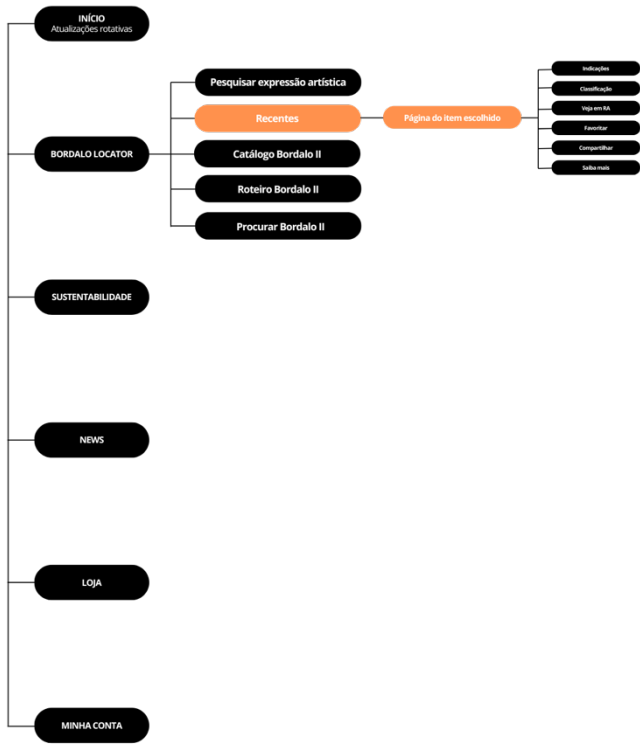 INÍCIO
Atualizações rotativas
BORDALO LOCATOR
Pesquisar expressão artística
Recentes
Catálogo Bordalo II
Roteiro Bordalo II
Procurar Bordalo II
Página do item escolhido
Indicações
Classificação
Veja em RA
Favoritar
Compartilhar
Saiba mais
SUSTENTABILIDADE
NEWS
LOJA
MINHA CONTA